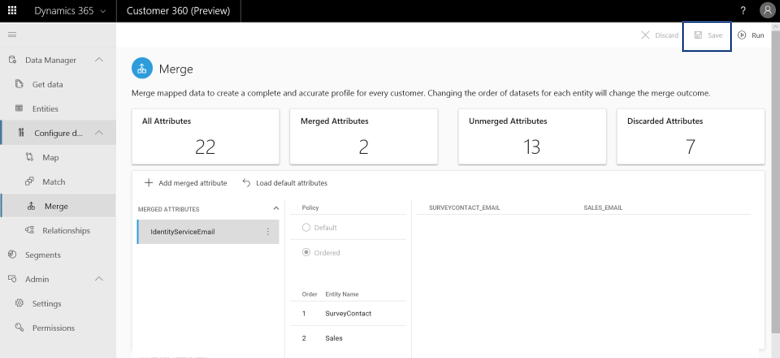 Dynamics 365
Customer 360 (Preview)
?
Discard
Save
Run
Data Manager
Get data
Entities
Configure d...
Map
Match
Merge
Relationships
Segments
Admin
Settings
Permissions
Merge
Merge mapped data to create a complete and accurate profile for every customer. Changing the order of datasets for each entity will change the merge outcome.
All Attributes
22
Merged Attributes
2
Unmerged Attributes
13
Discarded Attributes
7
Add merged attribute
Load default attributes
MERGED ATTRIBUTES
IdentityServiceEmail
Policy
Default
Ordered
Order Entity Name
1 SurveyContact
2 Sales
SURVEYCONTACT_EMAIL
SALES_EMAIL